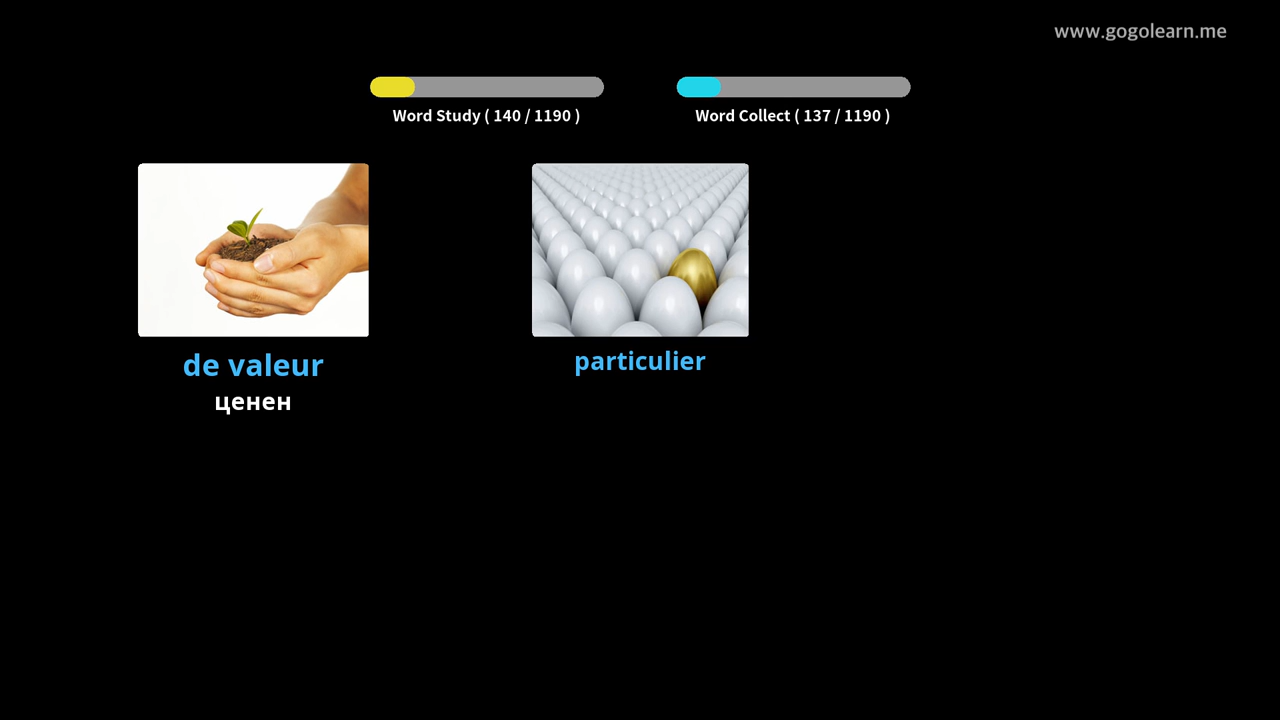 www.gogolearn.me
Word Study ( 140 / 1190 )
Word Collect ( 137 / 1190 )
de valeur
ценен
particulier